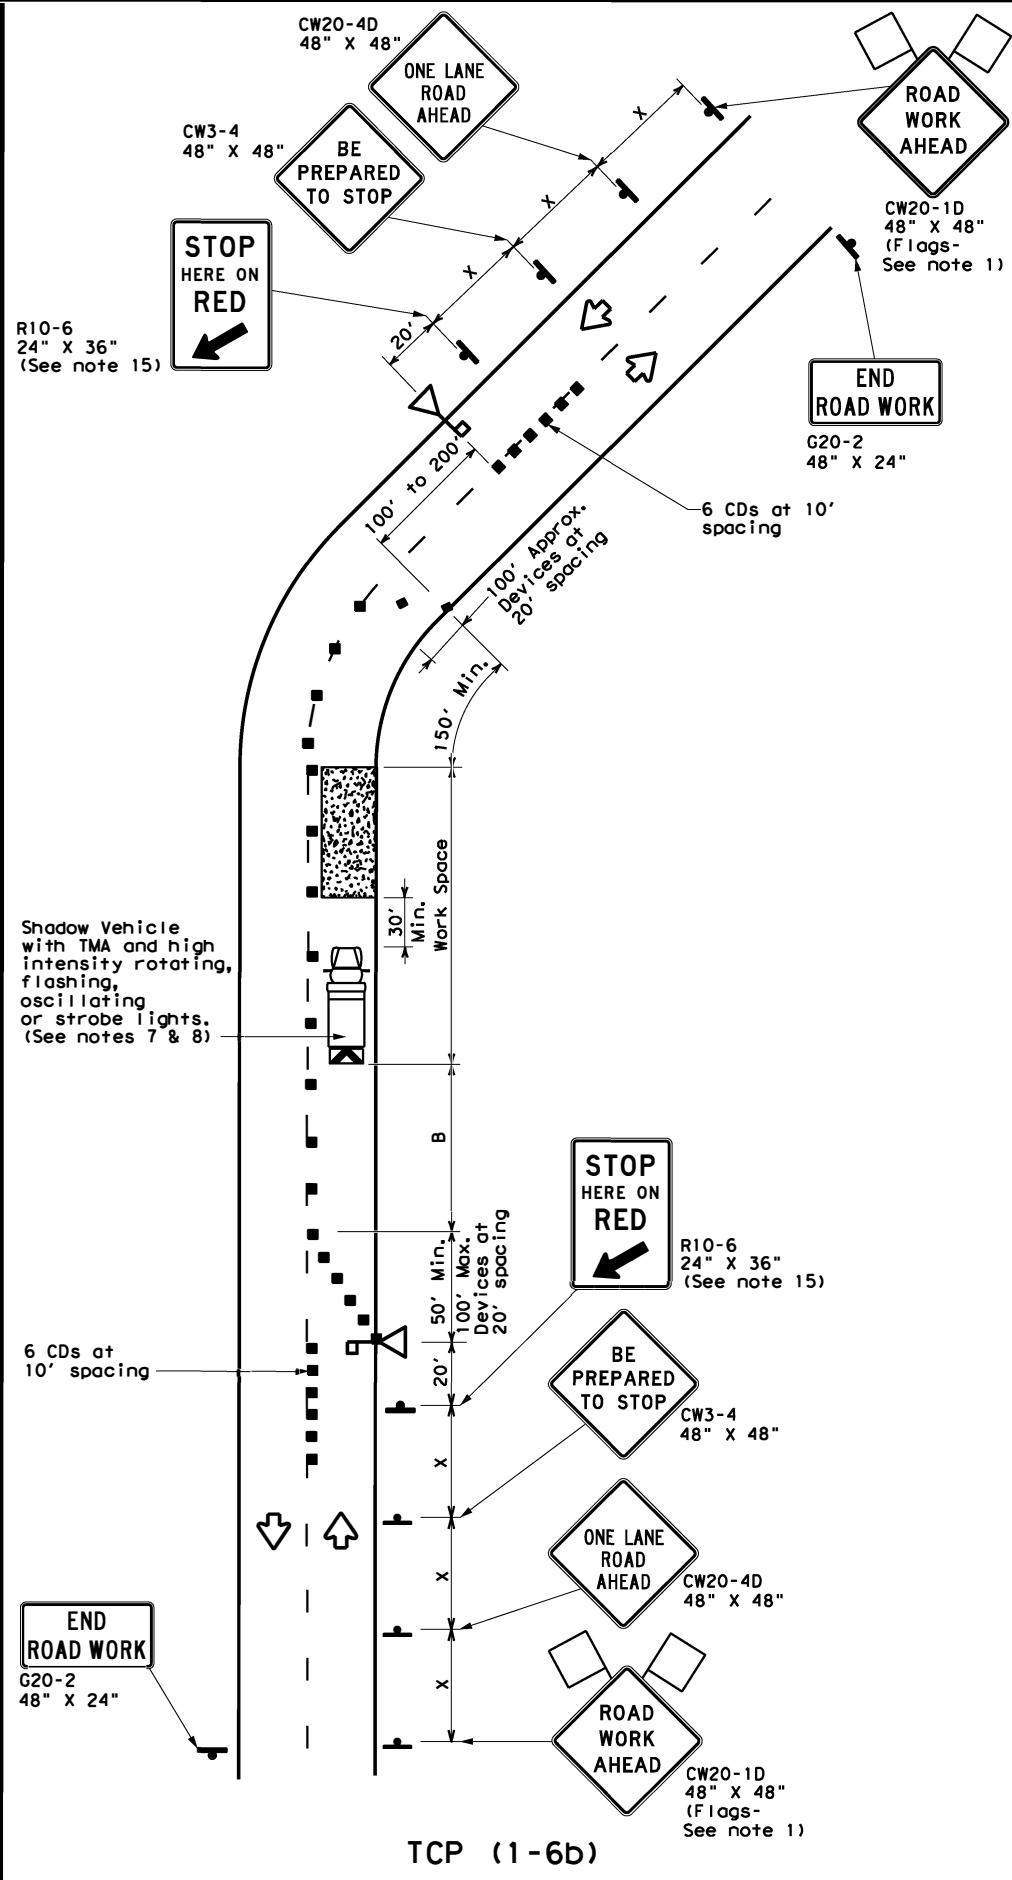 CW20-4D
48" X 48"
ONE LANE
ROAD
AHEAD
CW3-4
48" X 48"
BE
PREPARED
TO STOP
ROAD
WORK
AHEAD
CW20-1D
48" X 48"
(Flags-
See note 1)
STOP
HERE ON
RED
R10-6
24" X 36"
(See note 15)
X
X
X
20'
END
ROAD WORK
G20-2
48" X 24"
100' to 200'
6 CDs at 10'
spacing
100' Approx.
Devices at
20' spacing
150' Min.
Work Space
30'
Min.
Shadow Vehicle
with TMA and high
intensity rotating,
flashing,
oscillating
or strobe lights.
(See notes 7 & 8)
B
50' Min.
100' Max.
Devices at
20' spacing
STOP
HERE ON
RED
R10-6
24" X 36"
(See note 15)
6 CDs at
10' spacing
20'
BE
PREPARED
TO STOP
CW3-4
48" X 48"
X
X
X
ONE LANE
ROAD
AHEAD
CW20-4D
48" X 48"
END
ROAD WORK
G20-2
48" X 24"
ROAD
WORK
AHEAD
CW20-1D
48" X 48"
(Flags-
See note 1)
TCP (1-6b)